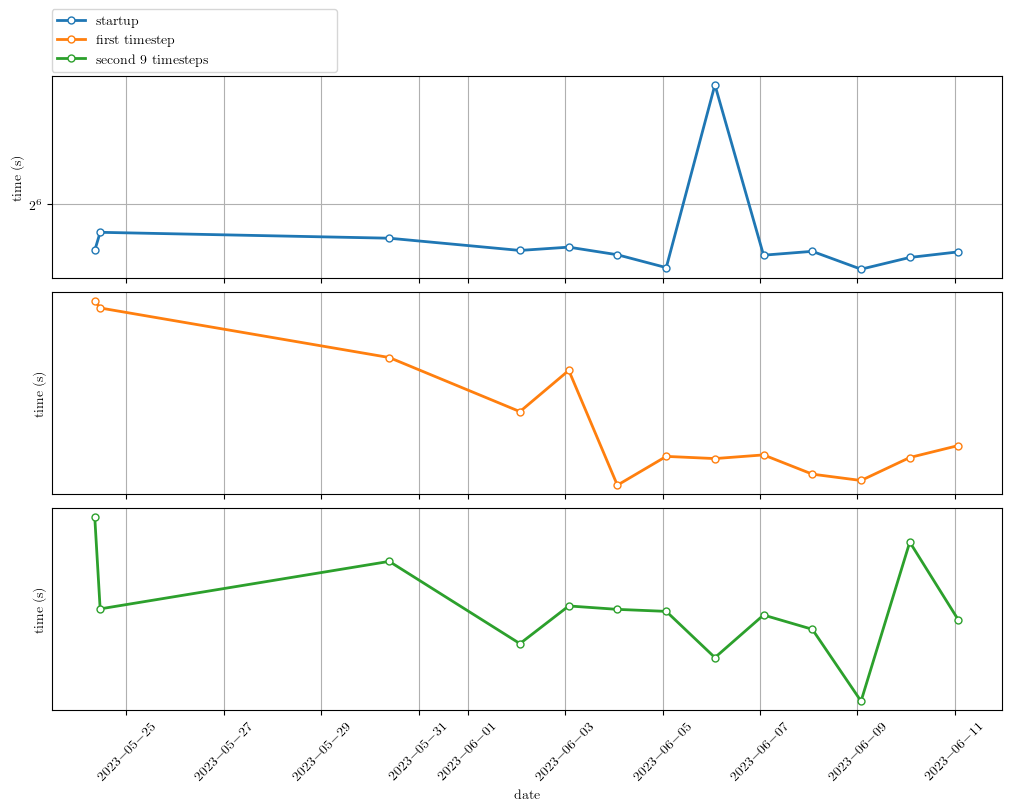 startup
first timestep
second 9 timesteps
time (s)
2⁶
time (s)
time (s)
2023−05−25
2023−05−27
2023−05−29
2023−05−31
2023−06−01
2023−06−03
2023−06−05
2023−06−07
2023−06−09
2023−06−11
date